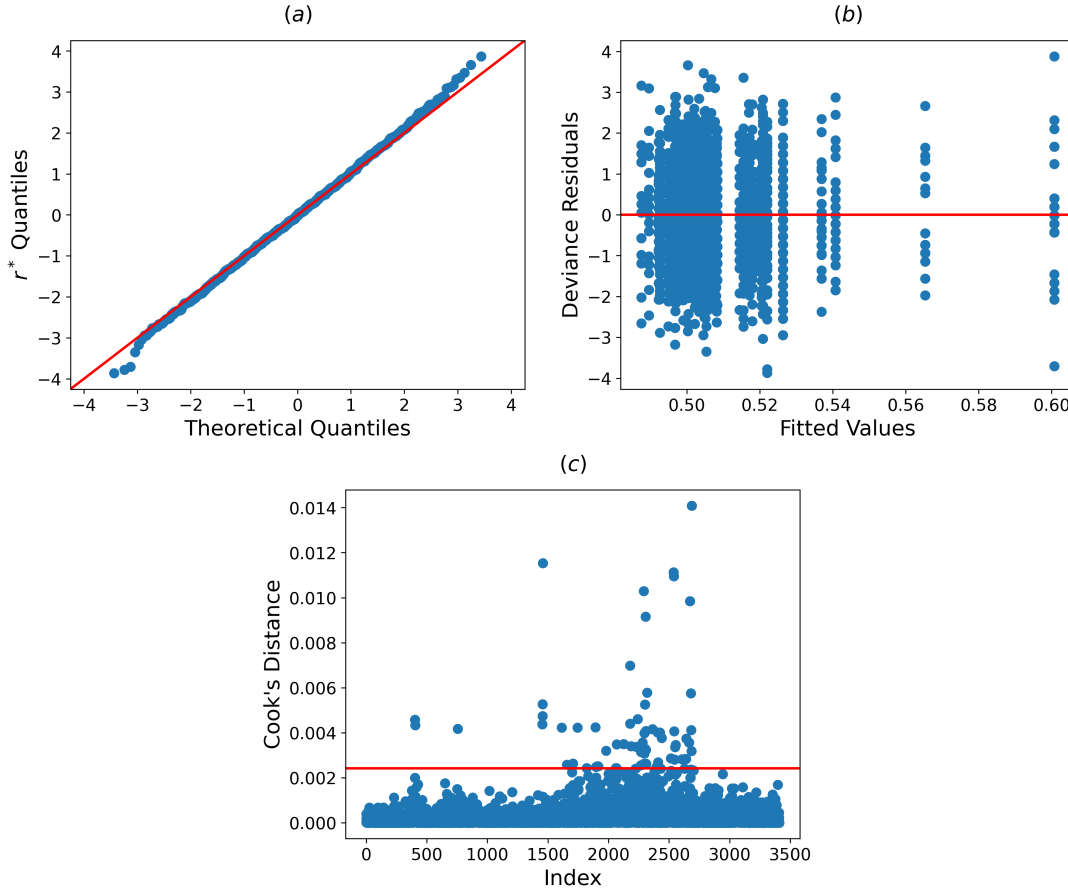 (a)
4
3
2
1
0
−1
−2
−3
−4
r* Quantiles
−4 −3 −2 −1 0 1 2 3 4
Theoretical Quantiles
(b)
4
3
2
1
0
−1
−2
−3
−4
Deviance Residuals
0.50 0.52 0.54 0.56 0.58 0.60
Fitted Values
(c)
0.014
0.012
0.010
0.008
0.006
0.004
0.002
0.000
Cook's Distance
0 500 1000 1500 2000 2500 3000 3500
Index